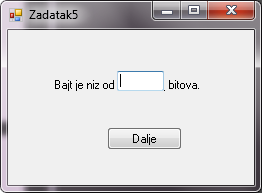 Zadatak5
Bajt je niz od . bitova.
Dalje